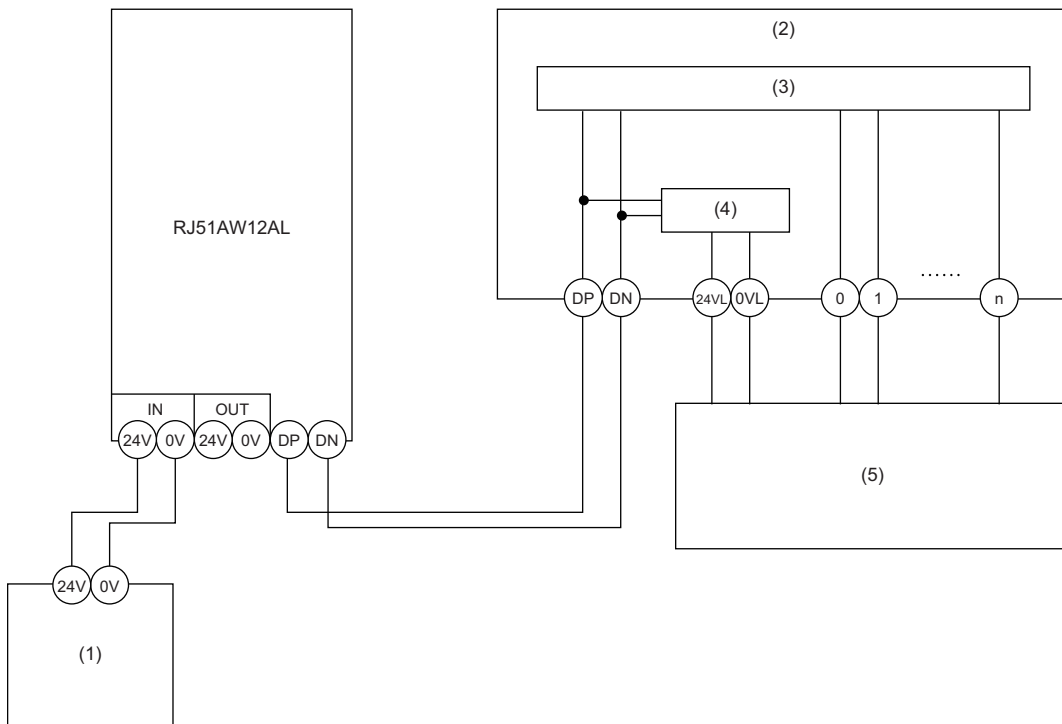 (2)
(3)
RJ51AW12AL
(4)
DP DN 24VL 0VL 0 1 ...... n
IN OUT
24V 0V 24V 0V DP DN
(5)
24V 0V
(1)